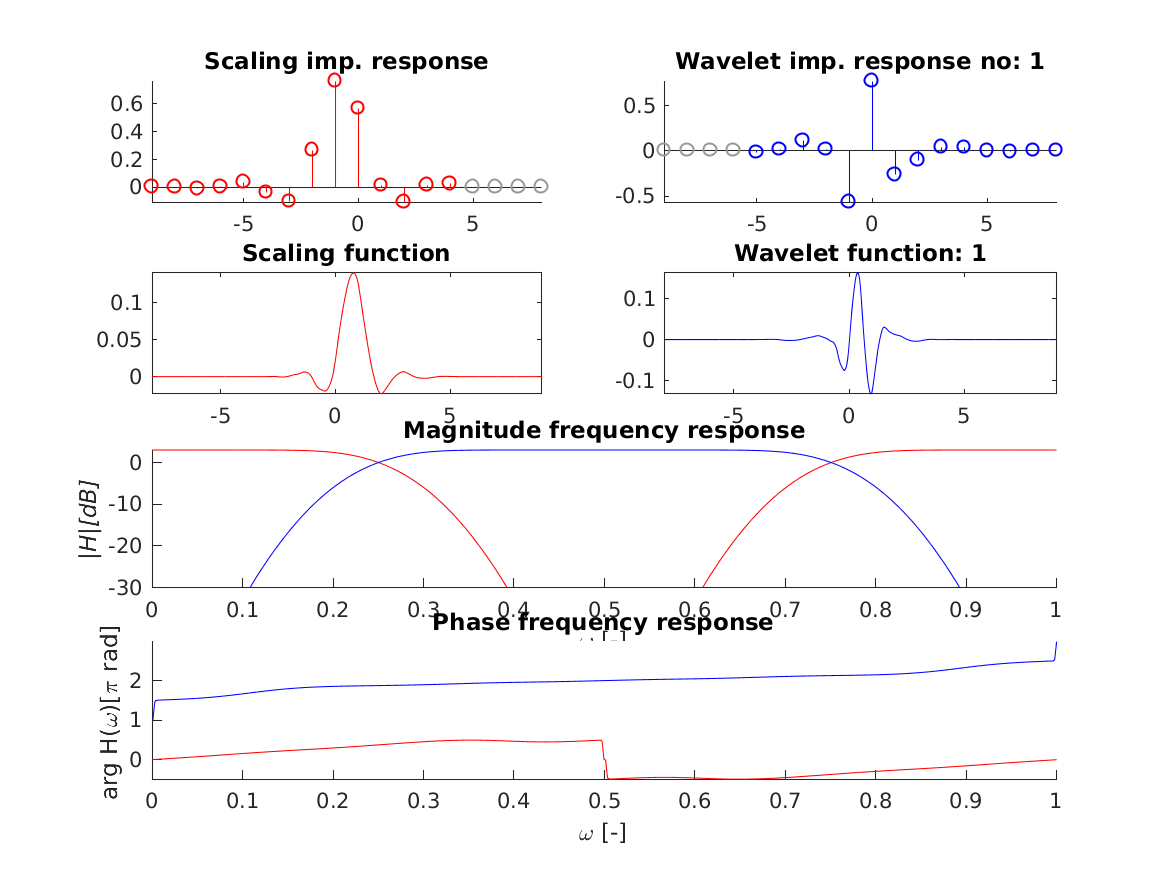 Scaling imp. response
0.6
0.4
0.2
0
-5 0 5
Wavelet imp. response no: 1
0.5
0
-0.5
-5 0 5
Scaling function
0.1
0.05
0
-5 0 5
Wavelet function: 1
0.1
0
-0.1
-5 0 5
Magnitude frequency response
|H|[dB]
0
-10
-20
-30
0 0.1 0.2 0.3 0.4 0.5 0.6 0.7 0.8 0.9 1
ω [-]
Phase frequency response
arg H(ω)[π rad]
2
1
0
0 0.1 0.2 0.3 0.4 0.5 0.6 0.7 0.8 0.9 1
ω [-]